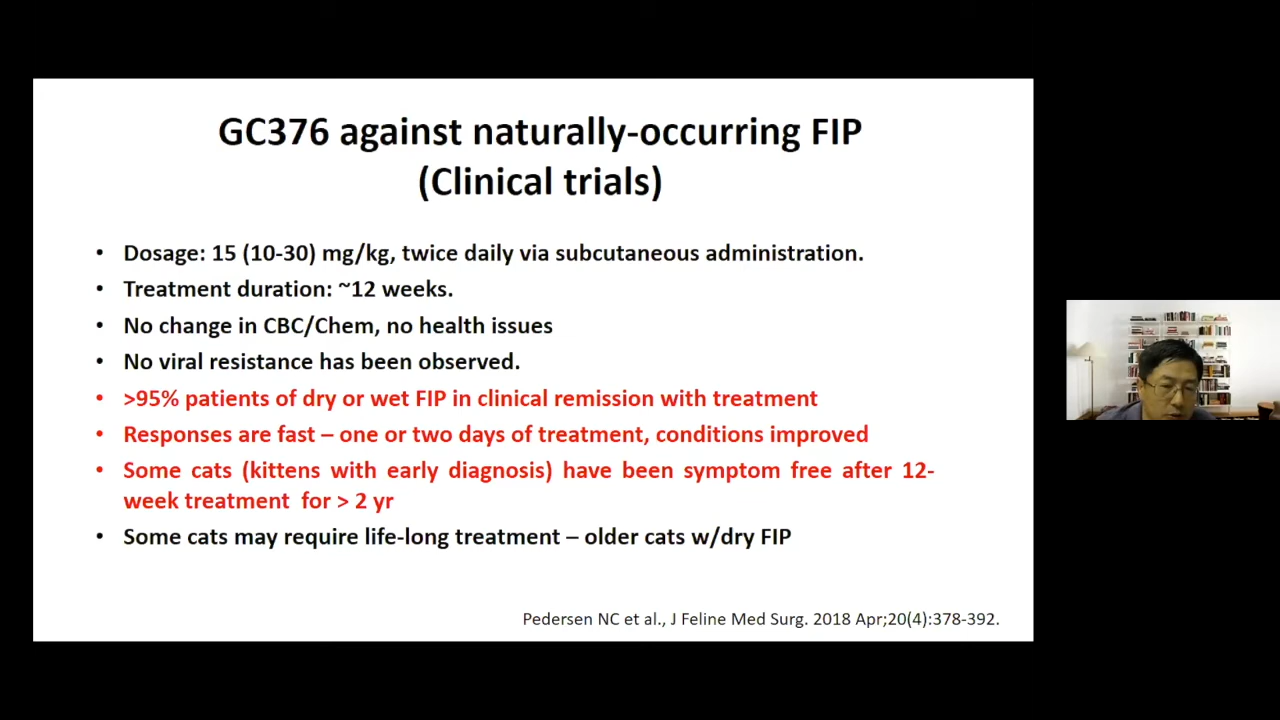 GC376 against naturally-occurring FIP
(Clinical trials)
• Dosage: 15 (10-30) mg/kg, twice daily via subcutaneous administration.
• Treatment duration: ~12 weeks.
• No change in CBC/Chem, no health issues
• No viral resistance has been observed.
• >95% patients of dry or wet FIP in clinical remission with treatment
• Responses are fast – one or two days of treatment, conditions improved
• Some cats (kittens with early diagnosis) have been symptom free after 12-
week treatment for > 2 yr
• Some cats may require life-long treatment – older cats w/dry FIP
Pedersen NC et al., J Feline Med Surg. 2018 Apr;20(4):378-392.